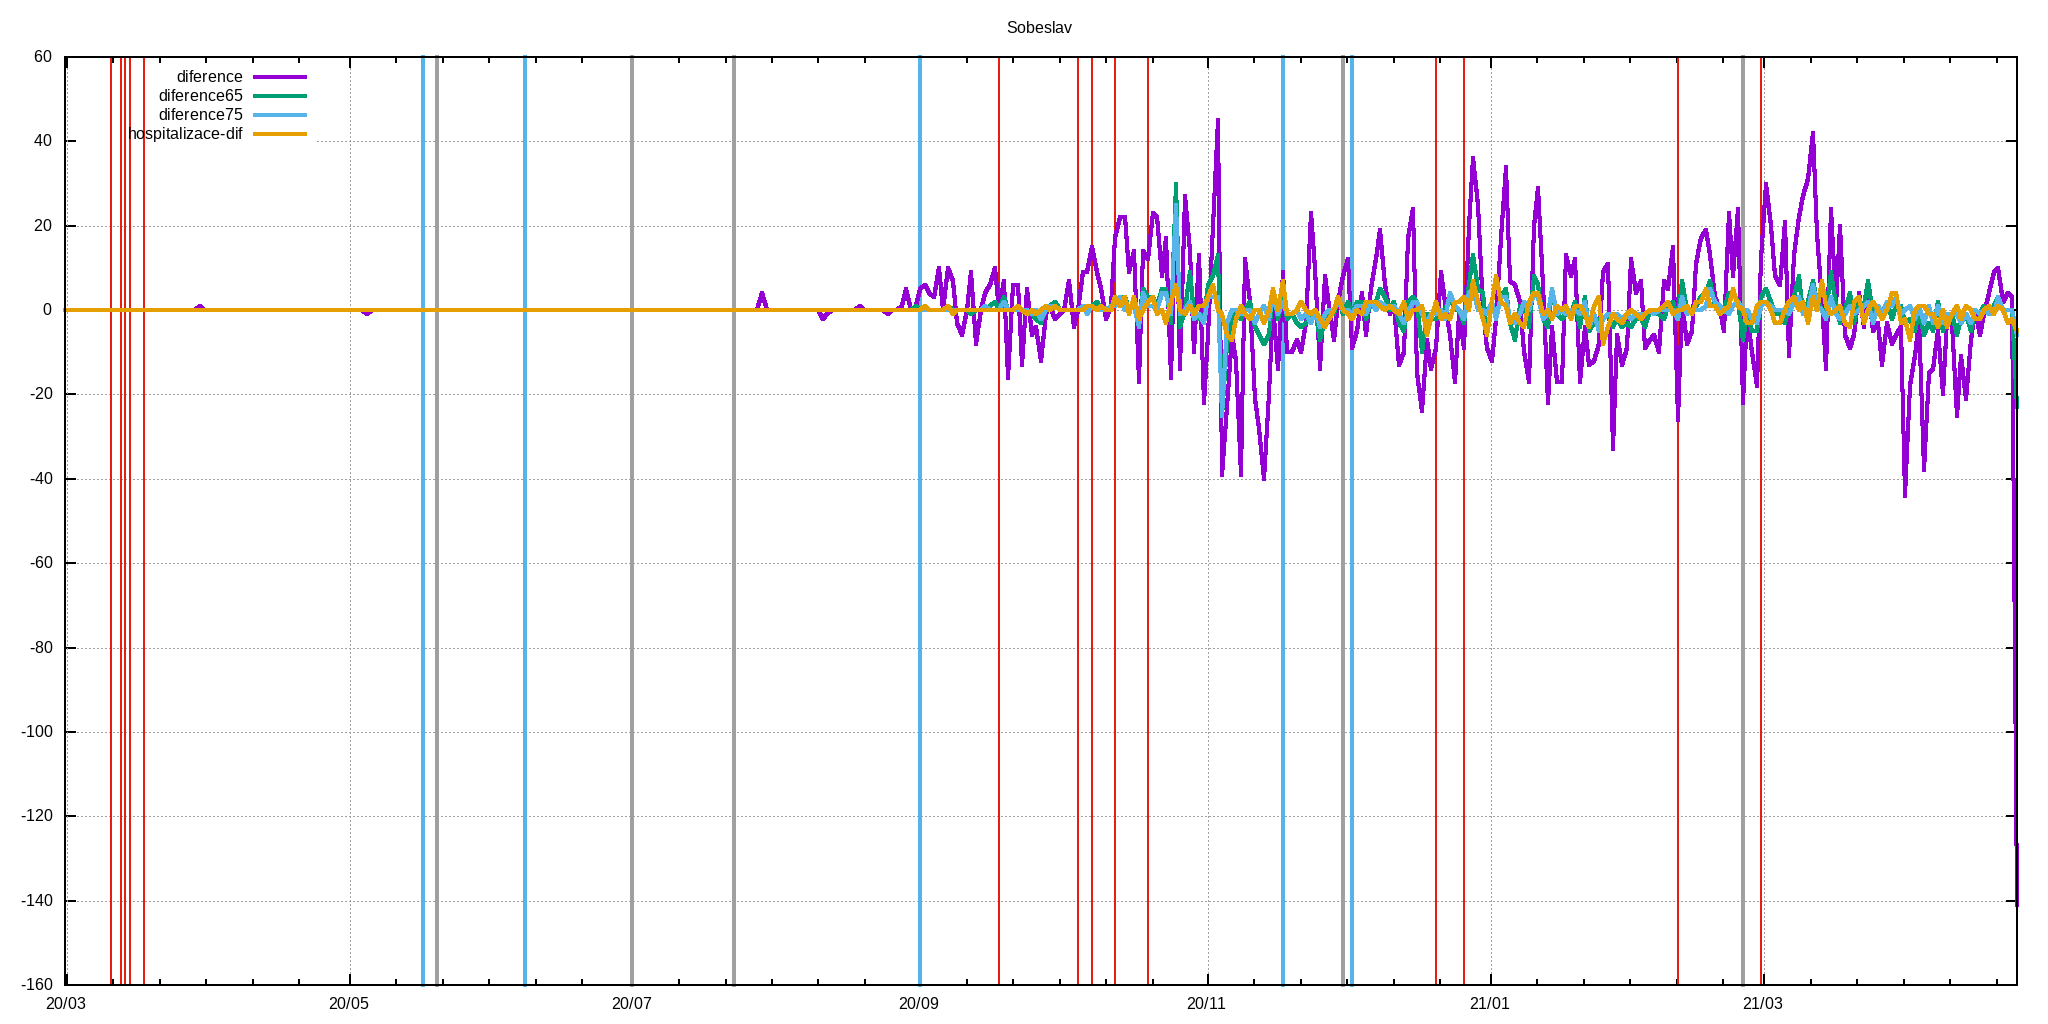 Sobeslav
diference
diference65
diference75
hospitalizace-dif
60
40
20
0
-20
-40
-60
-80
-100
-120
-140
-160
20/03 20/05 20/07 20/09 20/11 21/01 21/03